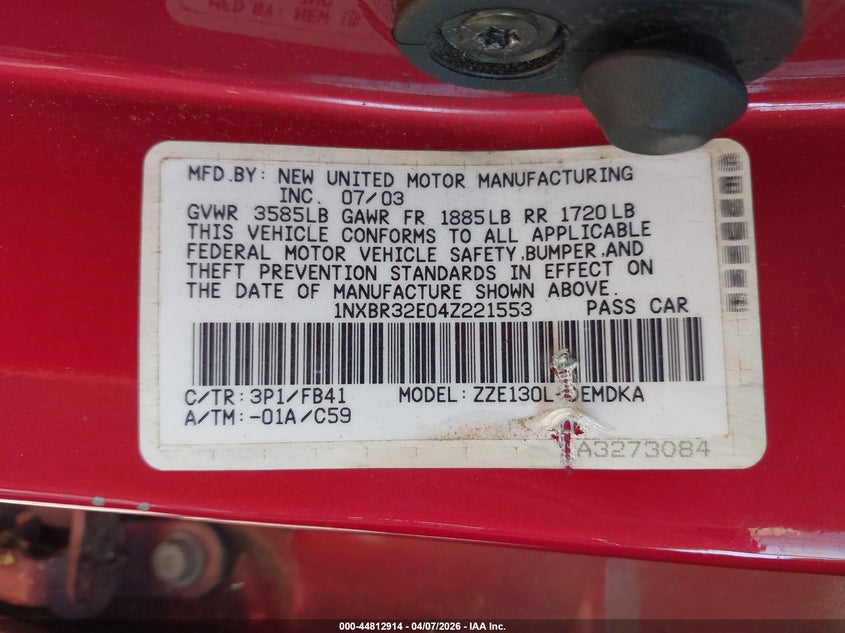 MFD.BY: NEW UNITED MOTOR MANUFACTURING
INC. 07/03
GVWR 3585LB GAWR FR 1885LB RR 1720LB
THIS VEHICLE CONFORMS TO ALL APPLICABLE
FEDERAL MOTOR VEHICLE SAFETY,BUMPER,AND
THEFT PREVENTION STANDARDS IN EFFECT ON
THE DATE OF MANUFACTURE SHOWN ABOVE.
1NXBR32E04Z221553 PASS CAR
C/TR: 3P1/FB41 MODEL: ZZE130L-DEMDKA
A/TM: -01A/C59
A3273084
000-44812914 - 04/07/2026 - IAA Inc.